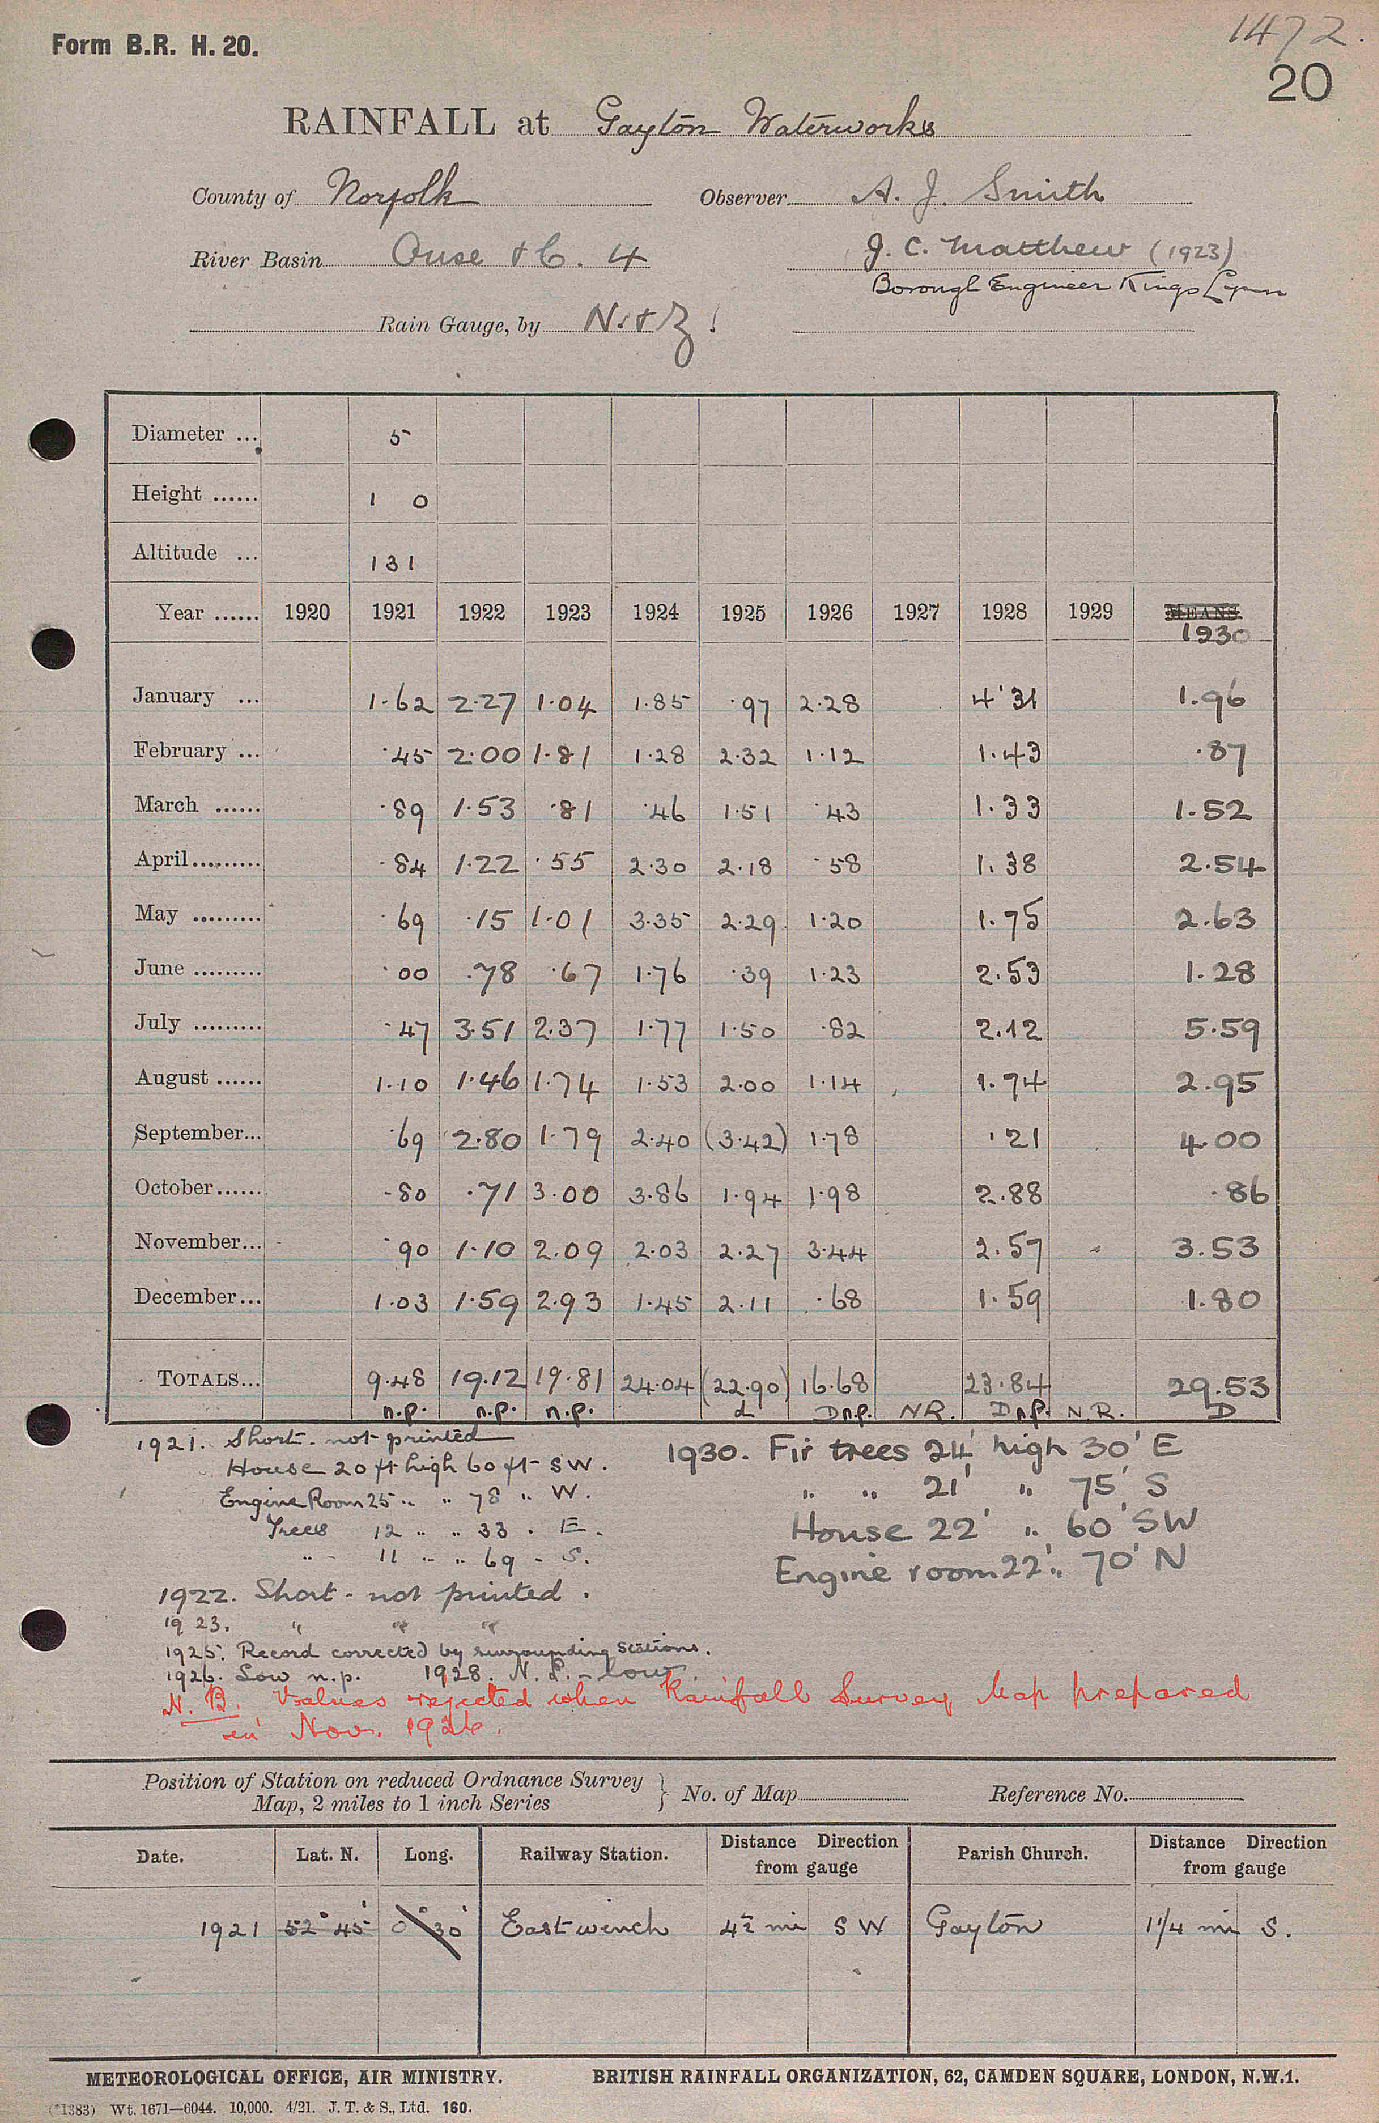 1472.
Form B.R. H. 20.
20
RAINFALL at Gayton Waterworks
County of Norfolk Observer A. J. Smith
River Basin Ouse &c. 4 J. C. Matthew (1923)
Borough Engineer Kings Lynn
Rain Gauge, by N. & Z !
Diameter ... 5
Height ...... 1 0
Altitude ... 131
Year ...... 1920 1921 1922 1923 1924 1925 1926 1927 1928 1929 MEANS.
1930
January ... 1.62 2.27 1.04 1.85 .97 2.28 4.31 1.96
February ... .45 2.00 1.81 1.28 2.32 1.12 1.43 .87
March ...... .89 1.53 .81 .46 1.51 .43 1.33 1.52
April......... .84 1.22 .55 2.30 2.18 .58 1.38 2.54
May ......... .69 .15 1.01 3.35 2.29 1.20 1.75 2.63
June ......... .00 .78 .67 1.76 .39 1.23 2.53 1.28
July ......... .47 3.51 2.37 1.77 1.50 .82 2.12 5.59
August ...... 1.10 1.46 1.74 1.53 2.00 1.14 1.74 2.95
September... .69 2.80 1.79 2.40 (3.42) 1.78 .21 4.00
October...... .80 .71 3.00 3.86 1.94 1.98 2.88 .86
November... .90 1.10 2.09 2.03 2.27 3.44 2.57 3.53
December... 1.03 1.59 2.93 1.45 2.11 .68 1.59 1.80
TOTALS... 9.48 19.12 19.81 24.04 (22.90) 16.68 23.84 29.53
n.p. n.p. n.p. d Dn.p. NR. Dn.p. N.R. D
1921. Short. not printed
House 20 ft high 60 ft SW.
Engine Room 25 " " 78 " W.
Trees 12 " " 33 " E.
" 11 " " 69 " S.
1922. Short - not printed.
1923. " " "
1925. Record corrected by surrounding stations.
1926. Low n.p. 1928. N. P. - low.
1930. Fir trees 24' high 30' E
" " 21' " 75' S
House 22' " 60' SW
Engine room 22' " 70' N
N.B. Values rejected when Rainfall Survey Map prepared
in Nov. 1926.
Position of Station on reduced Ordnance Survey
Map, 2 miles to 1 inch Series } No. of Map Reference No.
Date. Lat. N. Long. Railway Station. Distance Direction from gauge Parish Church. Distance Direction from gauge
1921 52° 45' 0° 30' East winch 4½ mi SW Gayton 1¼ mi S.
METEOROLOGICAL OFFICE, AIR MINISTRY. BRITISH RAINFALL ORGANIZATION, 62, CAMDEN SQUARE, LONDON, N.W.1.
(*1383) Wt. 1671—6044. 10,000. 4/21. J. T. & S., Ltd. 160.